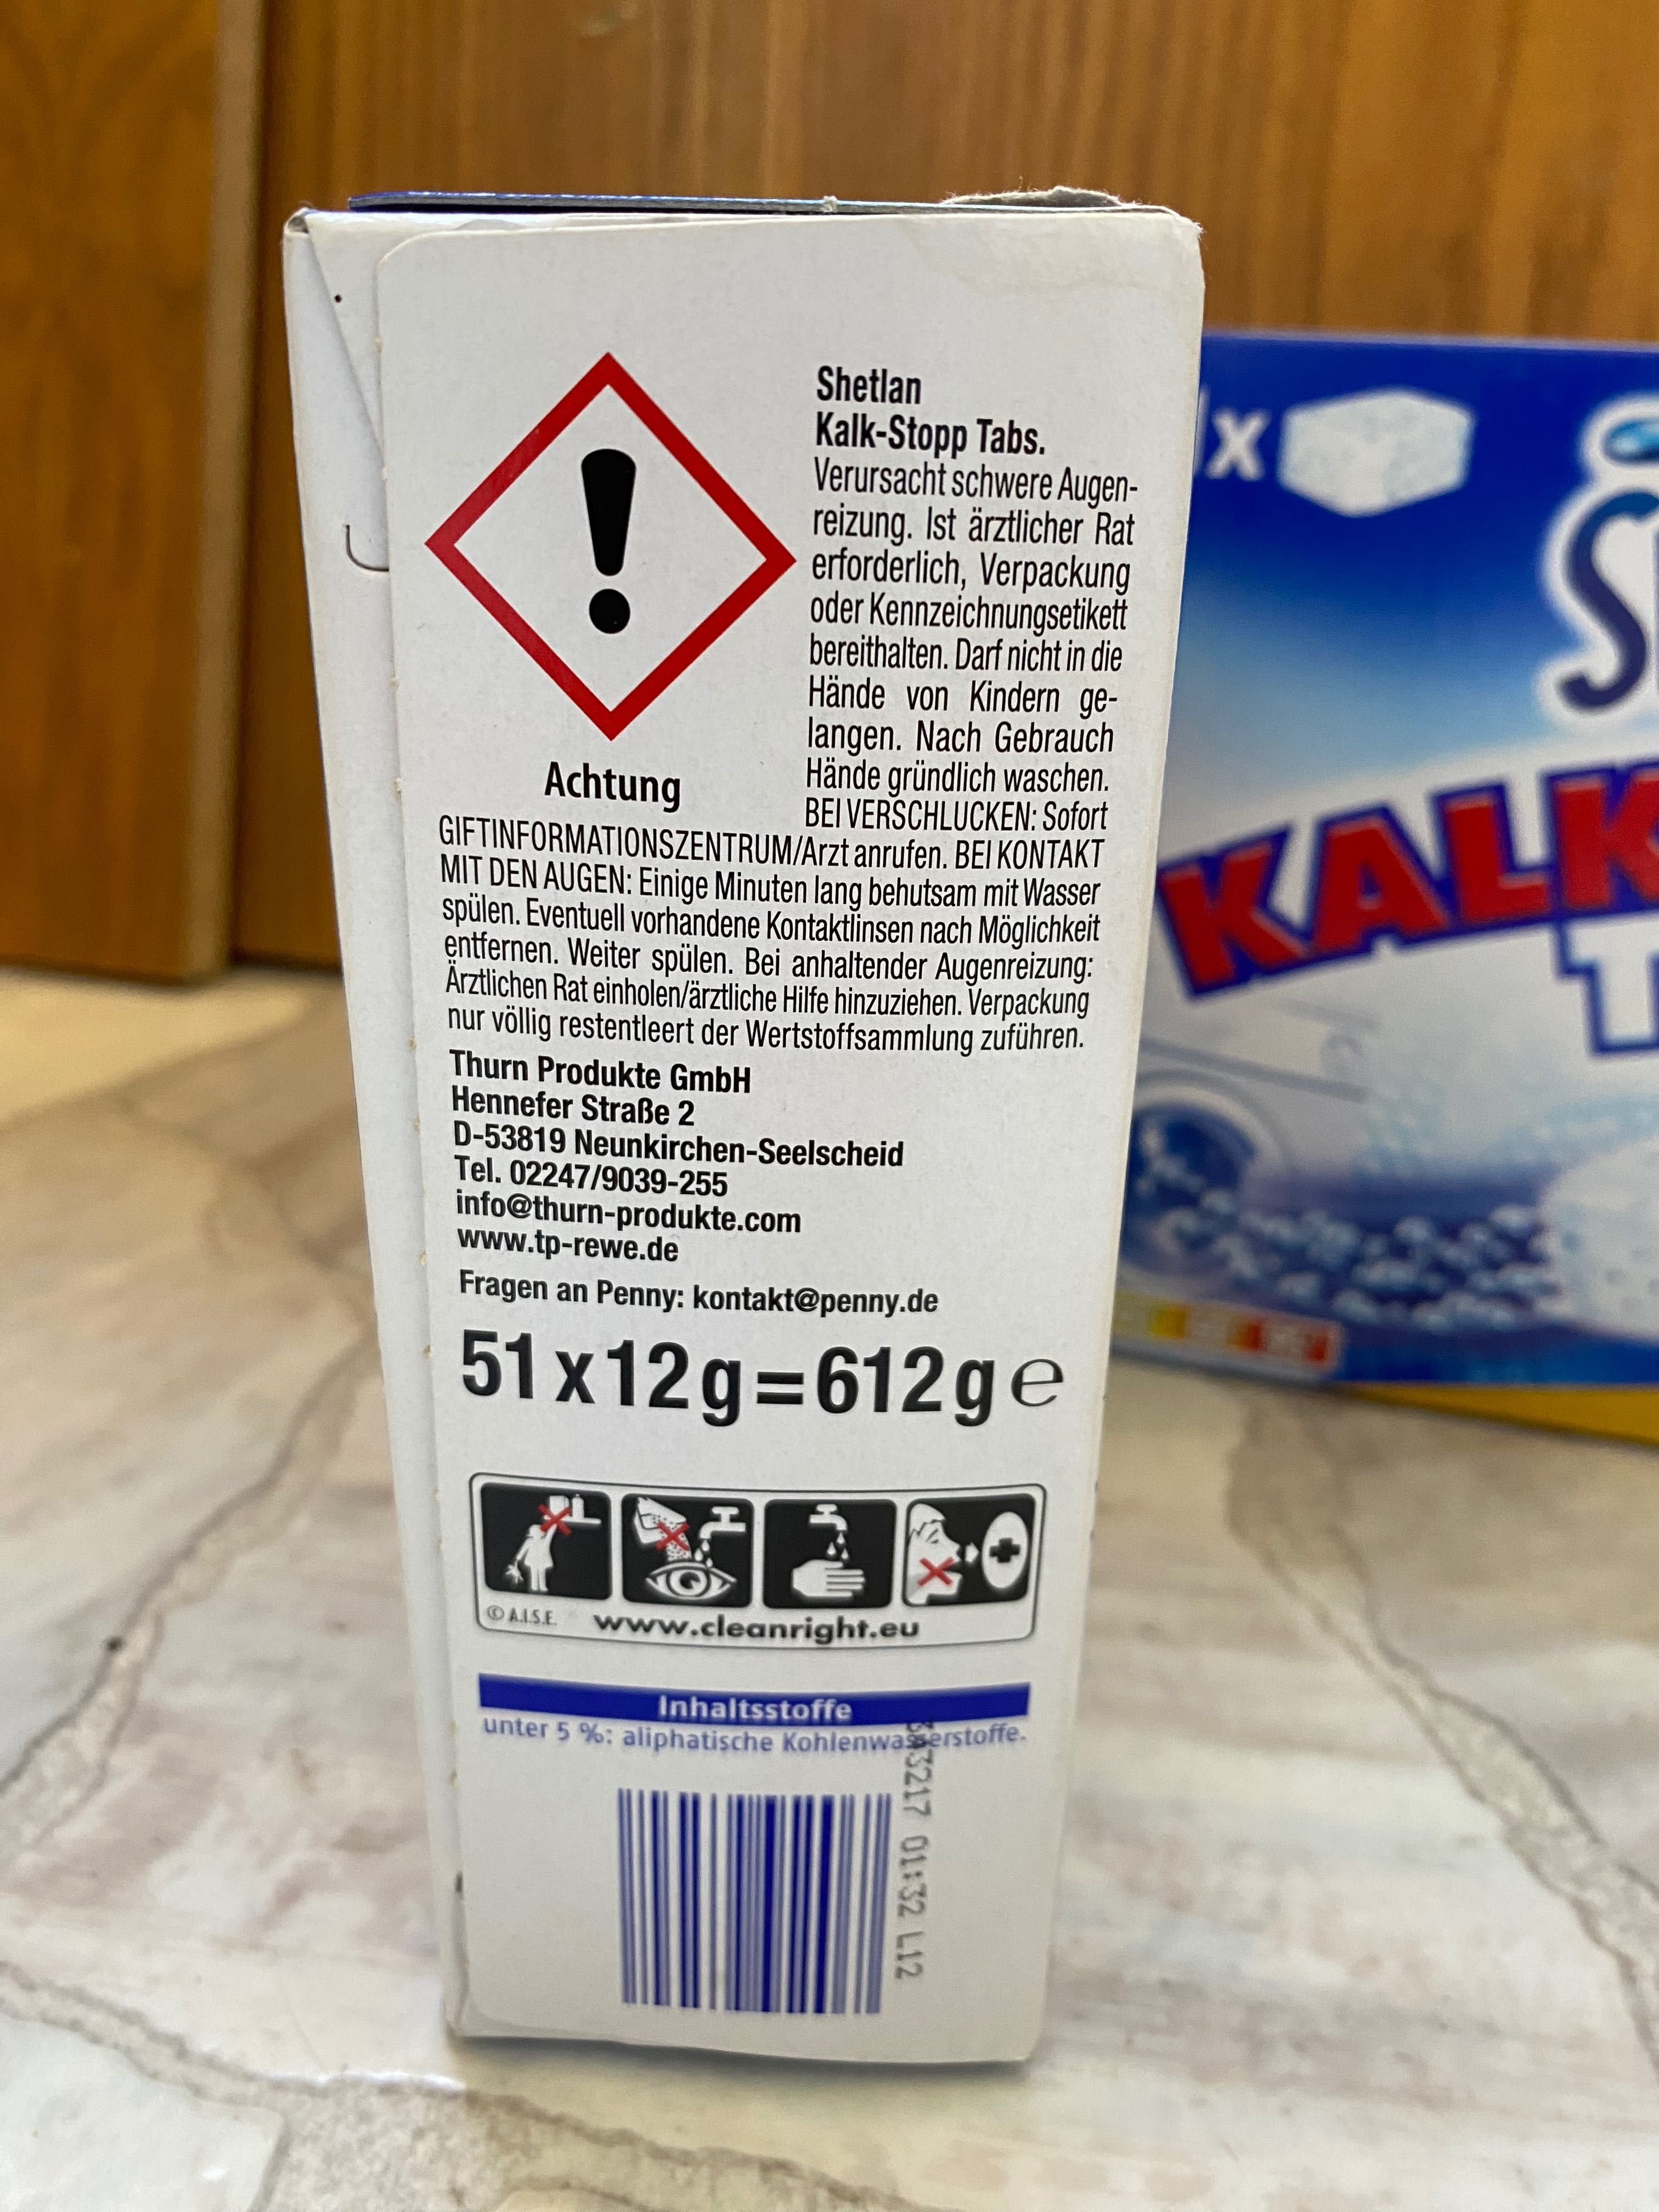 Shetlan
Kalk-Stopp Tabs.
Verursacht schwere Augen-
reizung. Ist ärztlicher Rat
erforderlich, Verpackung
oder Kennzeichnungsetikett
bereithalten. Darf nicht in die
Hände von Kindern ge-
langen. Nach Gebrauch
Hände gründlich waschen.
BEI VERSCHLUCKEN: Sofort
Achtung
GIFTINFORMATIONSZENTRUM/Arzt anrufen. BEI KONTAKT
MIT DEN AUGEN: Einige Minuten lang behutsam mit Wasser
spülen. Eventuell vorhandene Kontaktlinsen nach Möglichkeit
entfernen. Weiter spülen. Bei anhaltender Augenreizung:
Ärztlichen Rat einholen/ärztliche Hilfe hinzuziehen. Verpackung
nur völlig restentleert der Wertstoffsammlung zuführen.
Thurn Produkte GmbH
Hennefer Straße 2
D-53819 Neunkirchen-Seelscheid
Tel. 02247/9039-255
info@thurn-produkte.com
www.tp-rewe.de
Fragen an Penny: kontakt@penny.de
51 x 12 g = 612 g ℮
© A.I.S.E. www.cleanright.eu
Inhaltsstoffe
unter 5 %: aliphatische Kohlenwasserstoffe.
01:32 L12
x
KALK